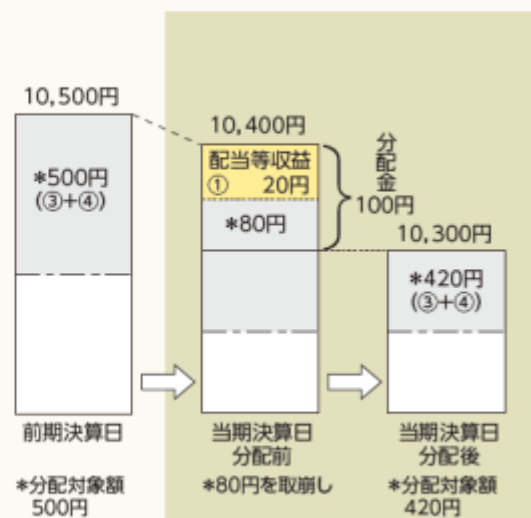 10,500円
*500円
(③+④)
前期決算日
*分配対象額
500円
10,400円
配当等収益
① 20円
*80円
分配金
100円
当期決算日
分配前
*80円を取崩し
10,300円
*420円
(③+④)
当期決算日
分配後
*分配対象額
420円